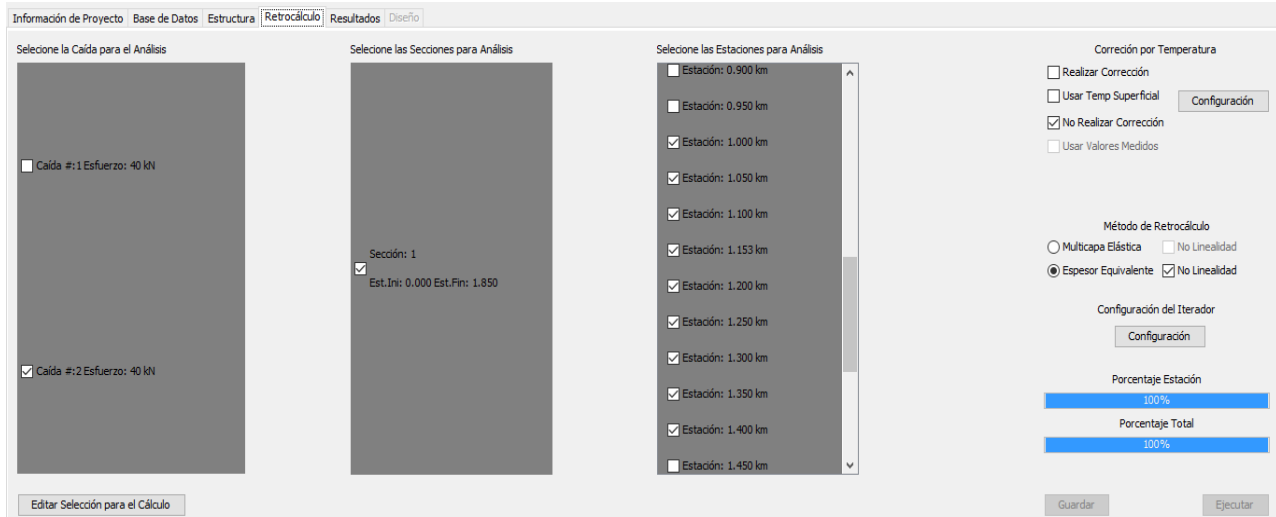 Información de Proyecto Base de Datos Estructura Retrocálculo Resultados Diseño
Selecione la Caída para el Análisis
Caída #:1 Esfuerzo: 40 kN
Caída #:2 Esfuerzo: 40 kN
Editar Selección para el Cálculo
Selecione las Secciones para Análisis
Sección: 1
Est.Ini: 0.000 Est.Fin: 1.850
Selecione las Estaciones para Análisis
Estación: 0.900 km
Estación: 0.950 km
Estación: 1.000 km
Estación: 1.050 km
Estación: 1.100 km
Estación: 1.153 km
Estación: 1.200 km
Estación: 1.250 km
Estación: 1.300 km
Estación: 1.350 km
Estación: 1.400 km
Estación: 1.450 km
Correción por Temperatura
Realizar Corrección
Usar Temp Superficial Configuración
No Realizar Corrección
Usar Valores Medidos
Método de Retrocálculo
Multicapa Elástica No Linealidad
Espesor Equivalente No Linealidad
Configuración del Iterador
Configuración
Porcentaje Estación
100%
Porcentaje Total
100%
Guardar Ejecutar